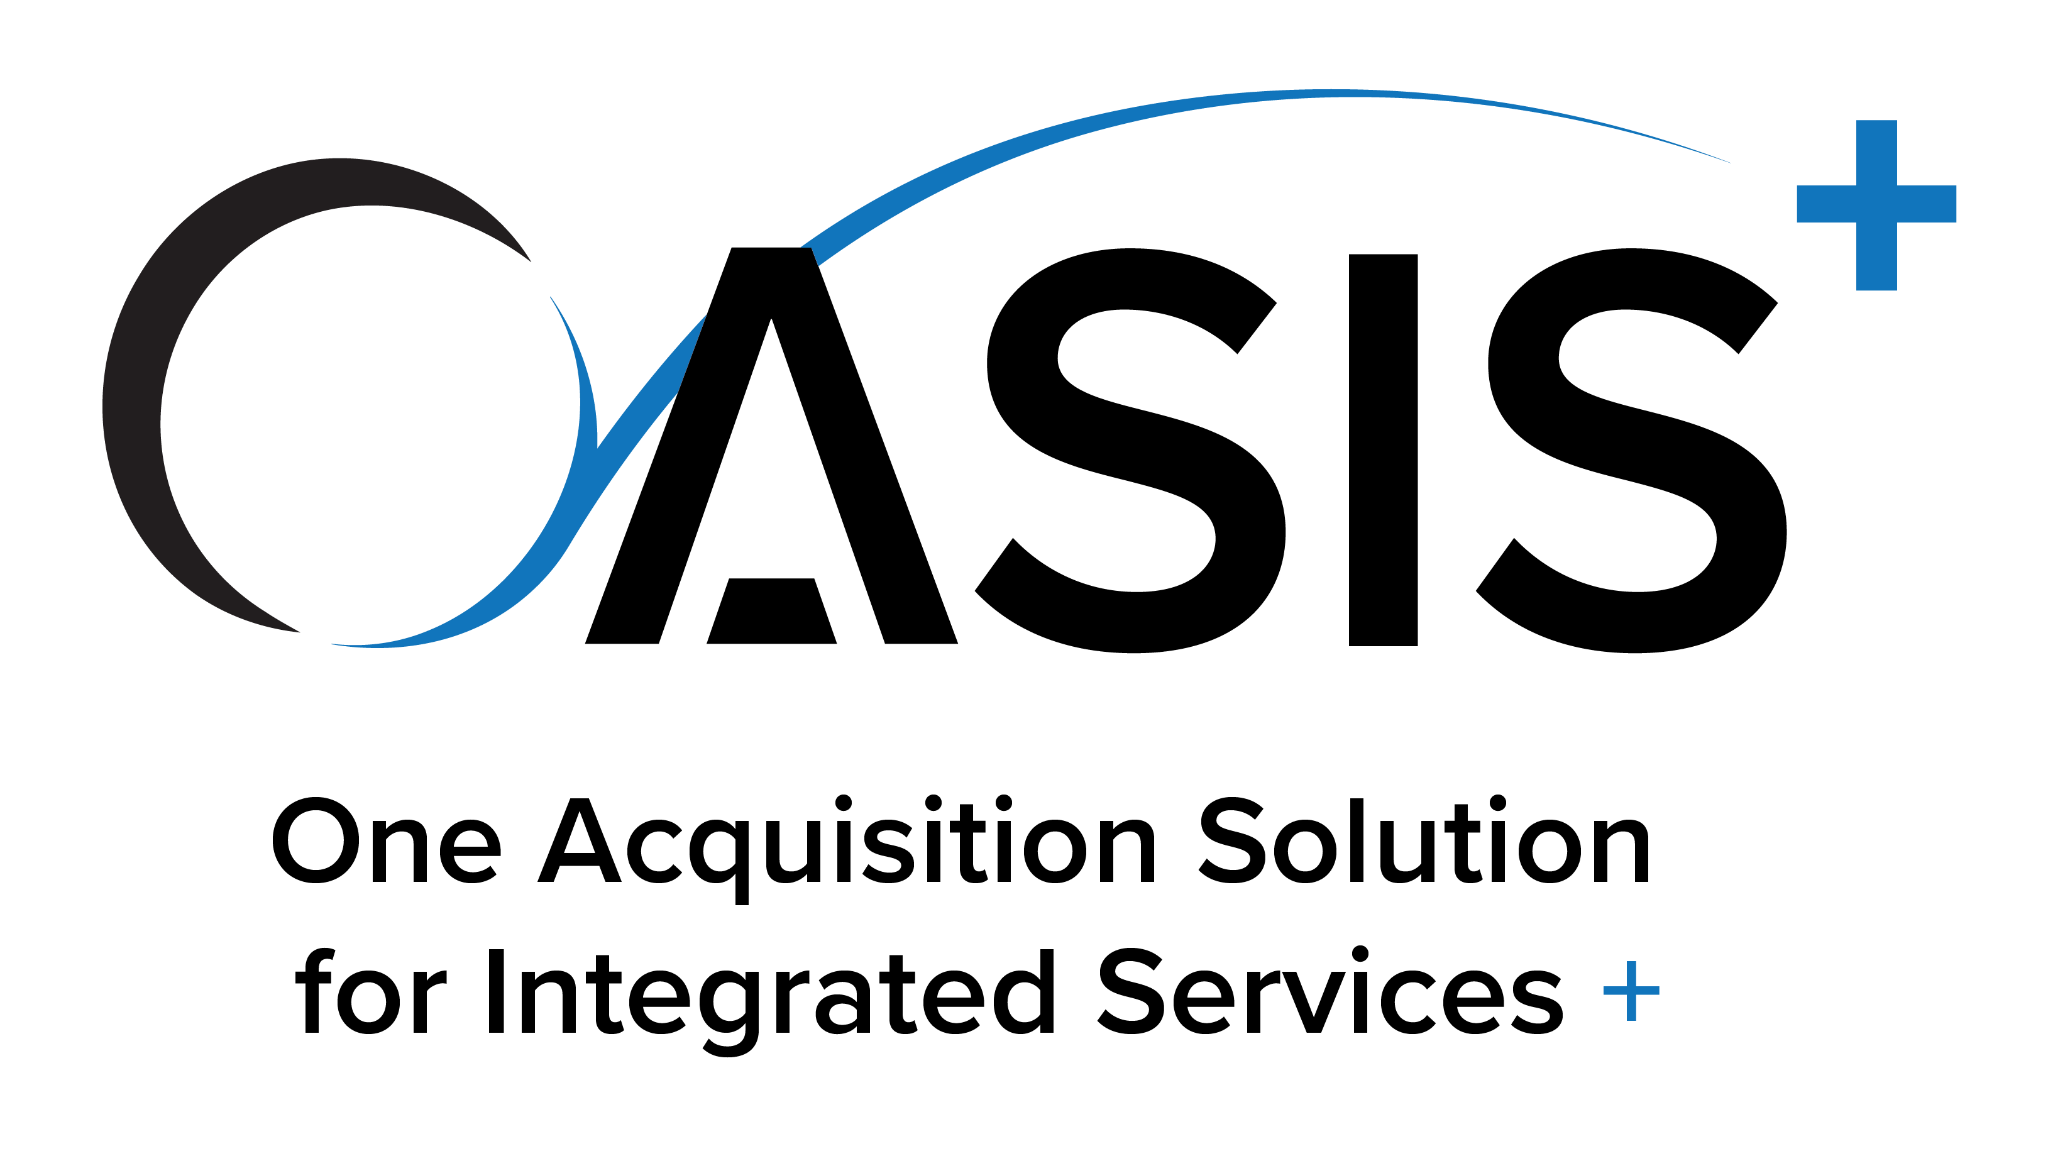 OASIS+
One Acquisition Solution
for Integrated Services +